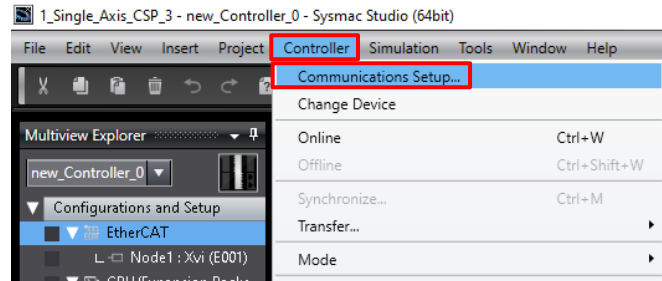 1_Single_Axis_CSP_3 - new_Controller_0 - Sysmac Studio (64bit)
File Edit View Insert Project Controller Simulation Tools Window Help
Communications Setup...
Change Device
Multiview Explorer
Online Ctrl+W
new_Controller_0
Offline Ctrl+Shift+W
Configurations and Setup
Synchronize... Ctrl+M
EtherCAT
Transfer...
Node1 : Xvi (E001)
Mode